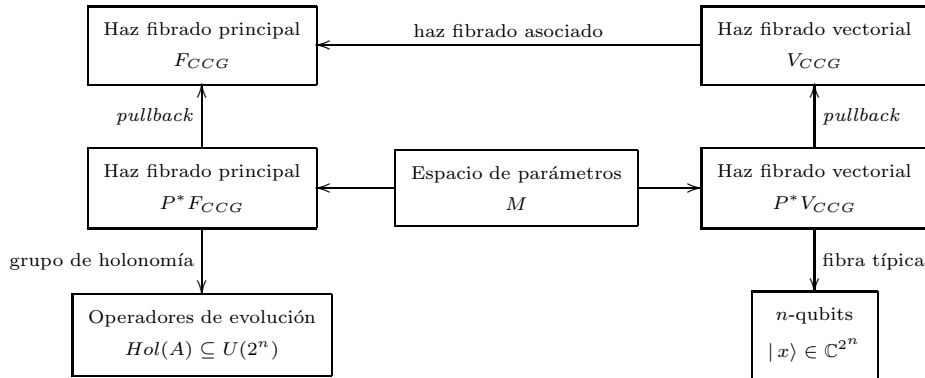 Haz fibrado principal
F_{CCG}
haz fibrado asociado
Haz fibrado vectorial
V_{CCG}
pullback
pullback
Haz fibrado principal
P^*F_{CCG}
Espacio de parámetros
M
Haz fibrado vectorial
P^*V_{CCG}
grupo de holonomía
fibra típica
Operadores de evolución
Hol(A) ⊆ U(2^n)
n-qubits
| x⟩ ∈ ℂ^{2^n}